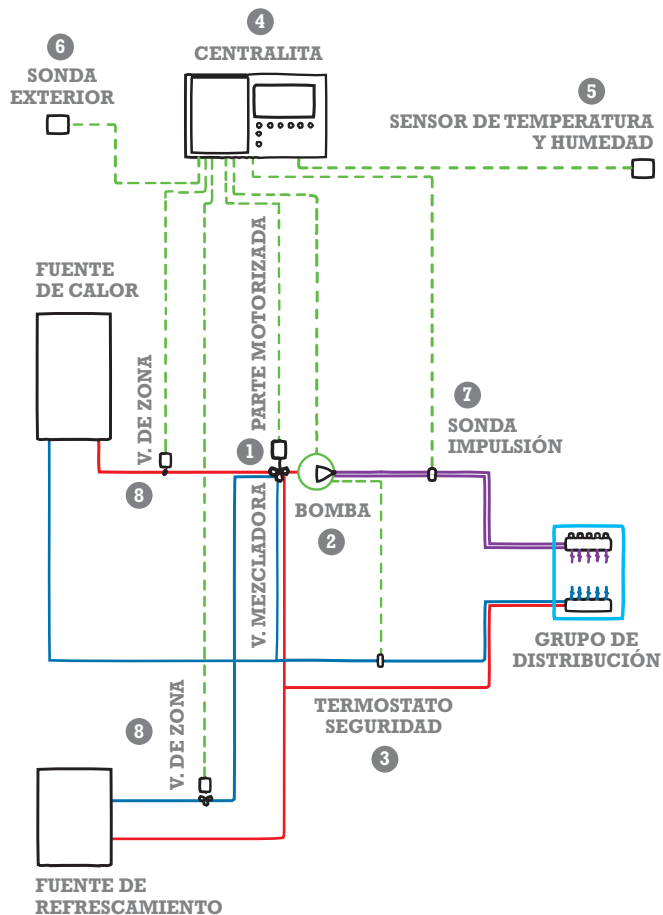 4
CENTRALITA
6
SONDA
EXTERIOR
5
SENSOR DE TEMPERATURA
Y HUMEDAD
FUENTE
DE CALOR
V. DE ZONA
PARTE MOTORIZADA
7
SONDA
IMPULSIÓN
1
8
V. MEZCLADORA
BOMBA
2
GRUPO DE
DISTRIBUCIÓN
8
V. DE ZONA
TERMOSTATO
SEGURIDAD
3
FUENTE DE
REFRESCAMIENTO